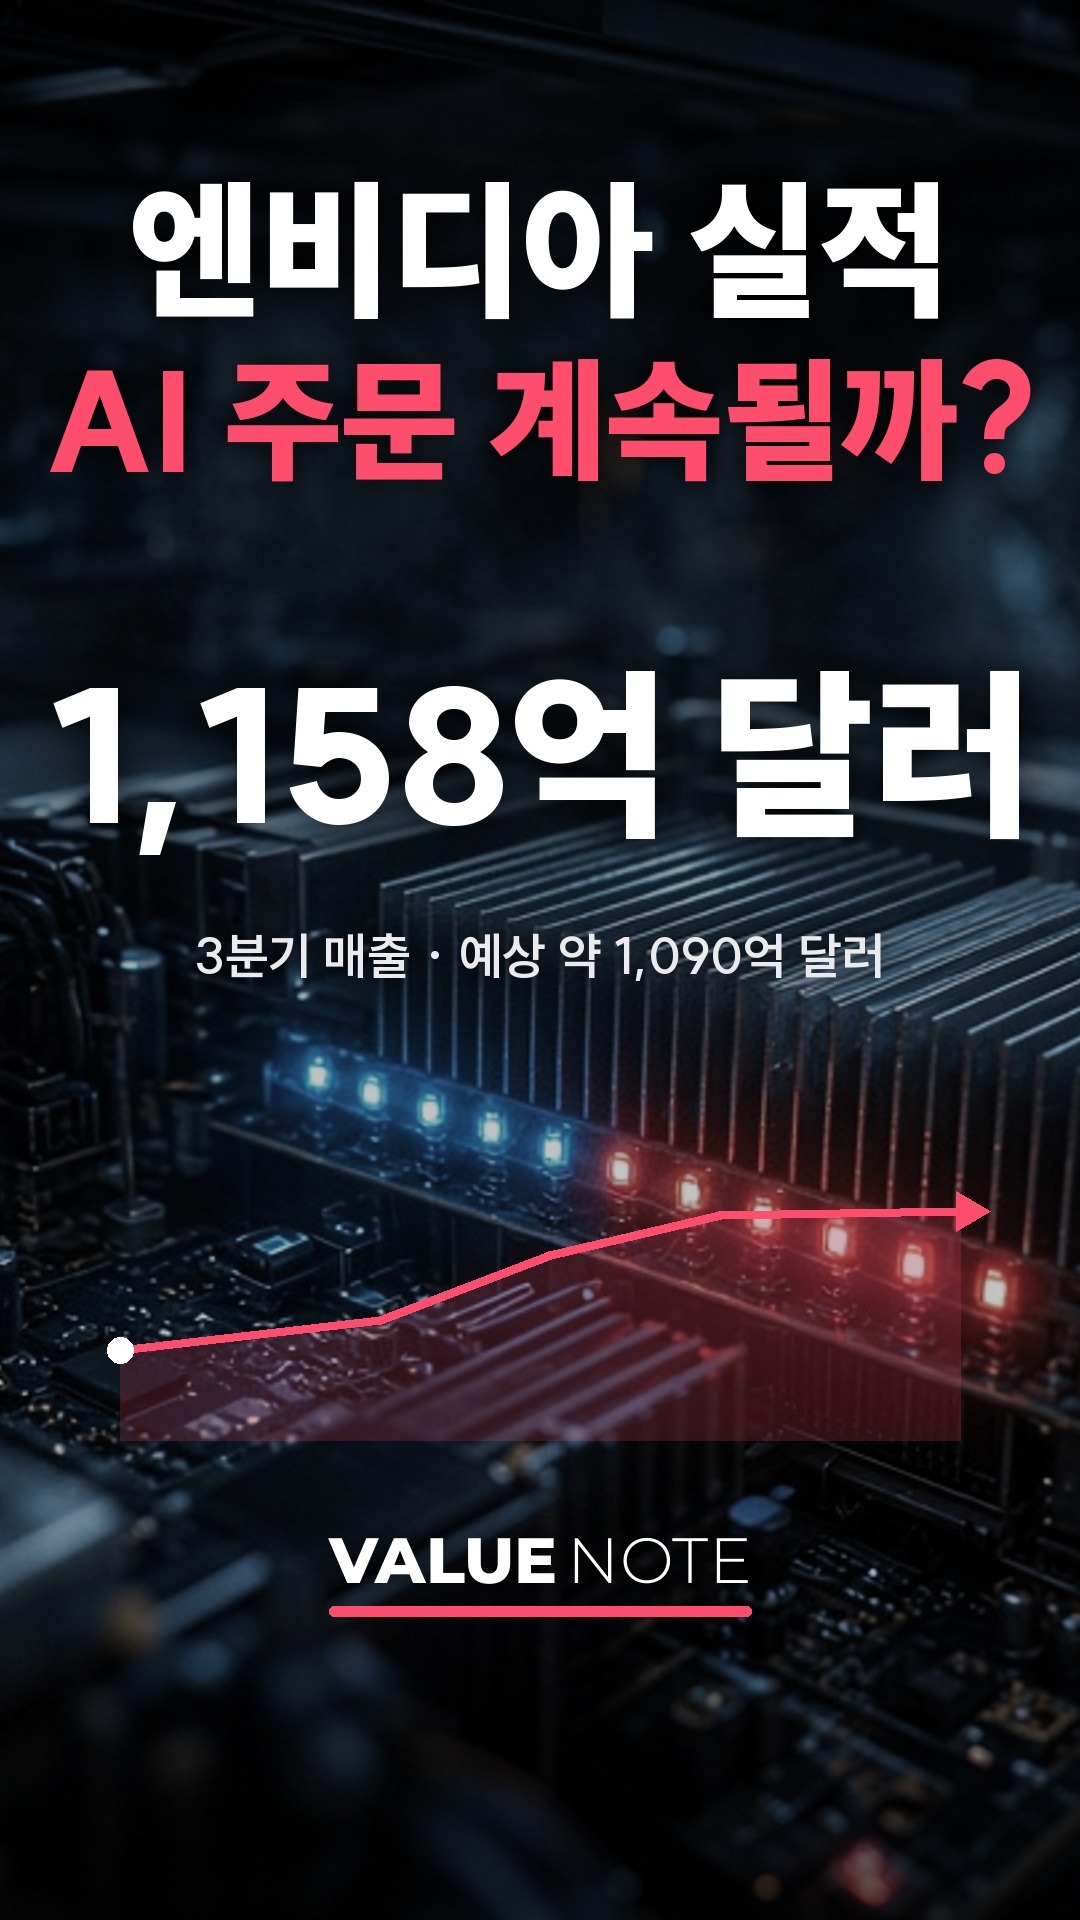 엔비디아 실적
AI 주문 계속될까?
1,158억 달러
3분기 매출 · 예상 약 1,090억 달러
VALUE NOTE